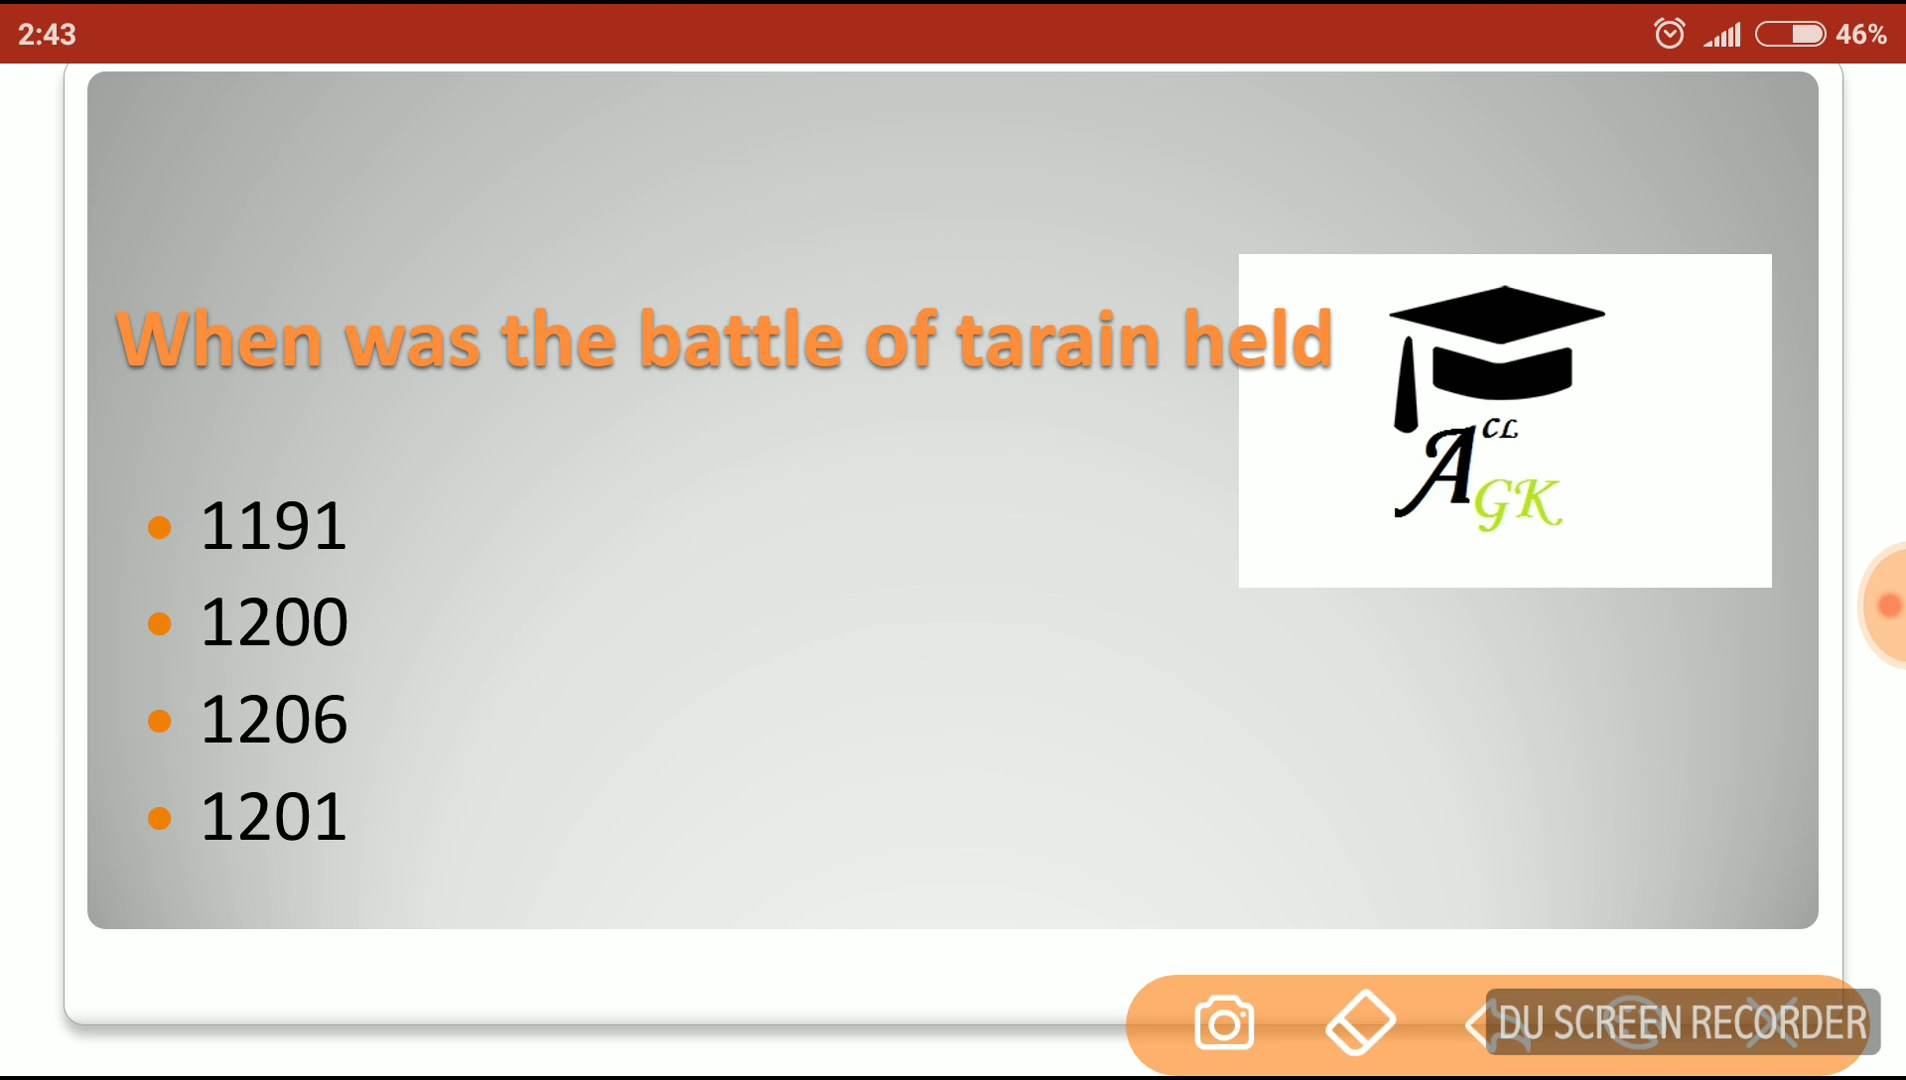 2:43
46%
When was the battle of tarain held
CL
A
GK
1191
1200
1206
1201
DU SCREEN RECORDER